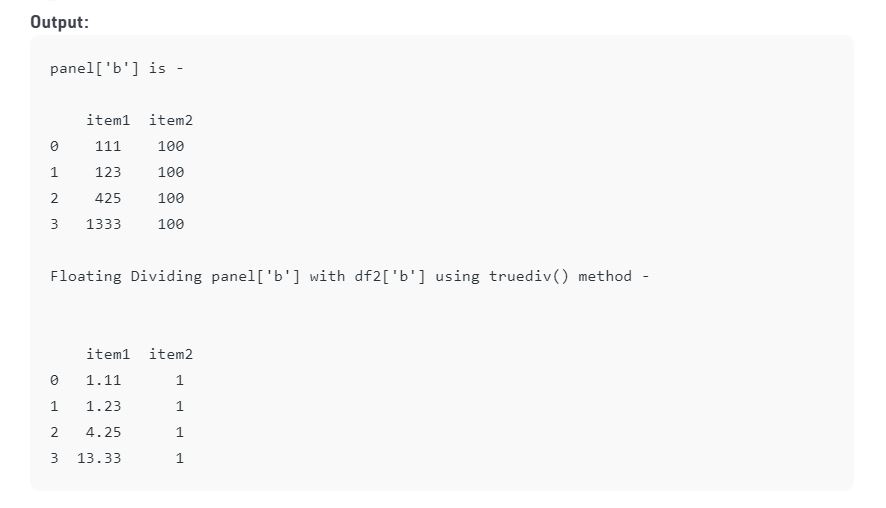 Output:
panel['b'] is -
item1 item2
0 111 100
1 123 100
2 425 100
3 1333 100
Floating Dividing panel['b'] with df2['b'] using truediv() method -
item1 item2
0 1.11 1
1 1.23 1
2 4.25 1
3 13.33 1